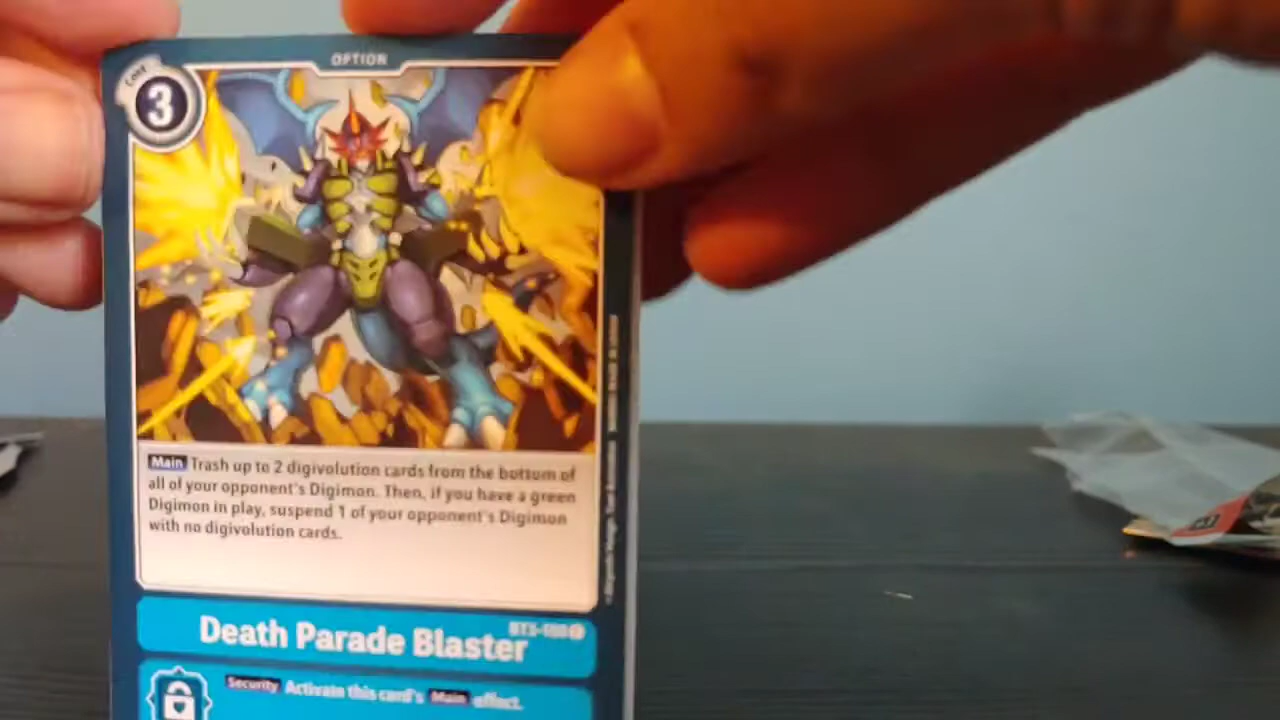 OPTION
Cost
3
Main Trash up to 2 digivolution cards from the bottom of
all of your opponent's Digimon. Then, if you have a green
Digimon in play, suspend 1 of your opponent's Digimon
with no digivolution cards.
Death Parade Blaster
Security Activate this card's Main effect.